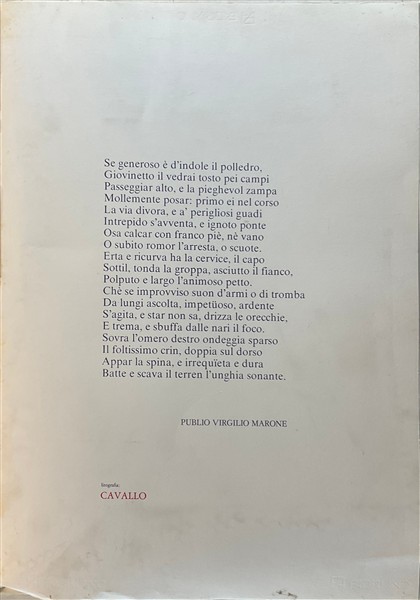 Se generoso è d'indole il polledro,
Giovinetto il vedrai tosto pei campi
Passeggiar alto, e la pieghevol zampa
Mollemente posar: primo ei nel corso
La via divora, e a' perigliosi guadi
Intrepido s'avventa, e ignoto ponte
Osa calcar con franco piè, nè vano
O subito romor l'arresta, o scuote.
Erta e ricurva ha la cervice, il capo
Sottil, tonda la groppa, asciutto il fianco,
Polputo e largo l'animoso petto.
Chè se improvviso suon d'armi o di tromba
Da lungi ascolta, impetüoso, ardente
S'agita, e star non sa, drizza le orecchie,
E trema, e sbuffa dalle nari il foco.
Sovra l'omero destro ondeggia sparso
Il foltissimo crin, doppia sul dorso
Appar la spina, e irrequïeta e dura
Batte e scava il terren l'unghia sonante.
PUBLIO VIRGILIO MARONE
litografia:
CAVALLO